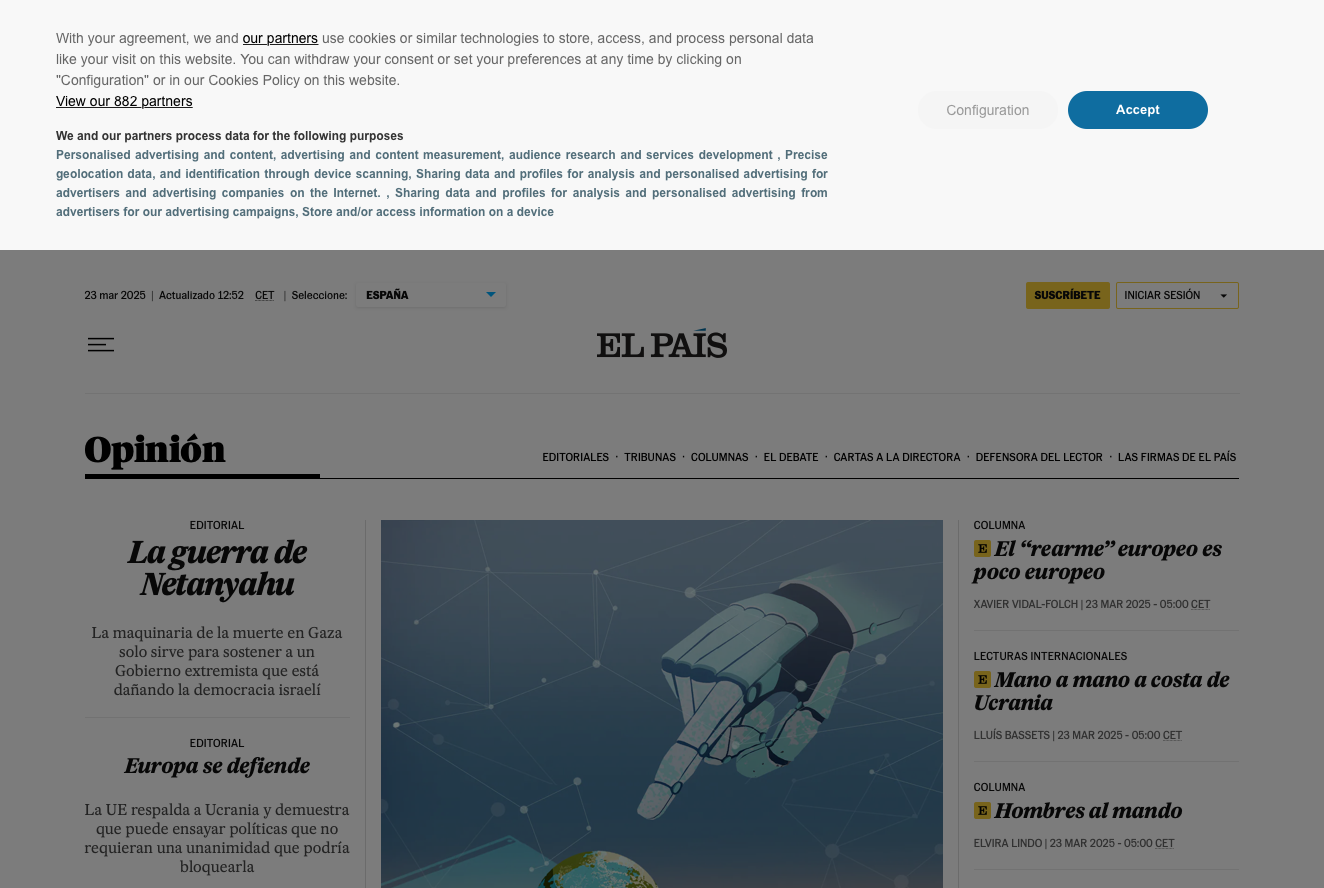 With your agreement, we and our partners use cookies or similar technologies to store, access, and process personal data
like your visit on this website. You can withdraw your consent or set your preferences at any time by clicking on
"Configuration" or in our Cookies Policy on this website.
View our 882 partners
We and our partners process data for the following purposes
Personalised advertising and content, advertising and content measurement, audience research and services development , Precise
geolocation data, and identification through device scanning, Sharing data and profiles for analysis and personalised advertising for
advertisers and advertising companies on the Internet. , Sharing data and profiles for analysis and personalised advertising from
advertisers for our advertising campaigns, Store and/or access information on a device
Configuration
Accept
23 mar 2025 | Actualizado 12:52 CET | Seleccione: ESPAÑA
SUSCRÍBETE
INICIAR SESIÓN
EL PAÍS
Opinión
EDITORIALES · TRIBUNAS · COLUMNAS · EL DEBATE · CARTAS A LA DIRECTORA · DEFENSORA DEL LECTOR · LAS FIRMAS DE EL PAÍS
EDITORIAL
La guerra de
Netanyahu
La maquinaria de la muerte en Gaza
solo sirve para sostener a un
Gobierno extremista que está
dañando la democracia israelí
EDITORIAL
Europa se defiende
La UE respalda a Ucrania y demuestra
que puede ensayar políticas que no
requieran una unanimidad que podría
bloquearla
COLUMNA
E El “rearme” europeo es
poco europeo
XAVIER VIDAL-FOLCH | 23 MAR 2025 - 05:00 CET
LECTURAS INTERNACIONALES
E Mano a mano a costa de
Ucrania
LLUÍS BASSETS | 23 MAR 2025 - 05:00 CET
COLUMNA
E Hombres al mando
ELVIRA LINDO | 23 MAR 2025 - 05:00 CET